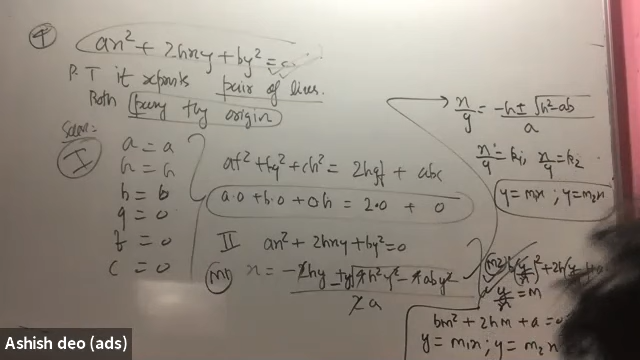 ax² + 2hxy + by² = 0
P.T it represents pair of lines.
Both passing thr origin
Soln:-
I
a = a
h = h
b = b
g = 0
f = 0
c = 0
af² + bg² + ch² = 2hgf + abc
a.0 + b.0 + 0h = 2.0 + 0
II ax² + 2hxy + by² = 0
x = -2hy ± y√4h²y² - 4aby²
2a
x/y = -h ± √h²-ab / a
x/y = k₁, x/y = k₂
y = m₁x ; y = m₂x
y/x = m
bm² + 2hm + a = 0
y = m₁x ; y = m₂x
Ashish deo (ads)